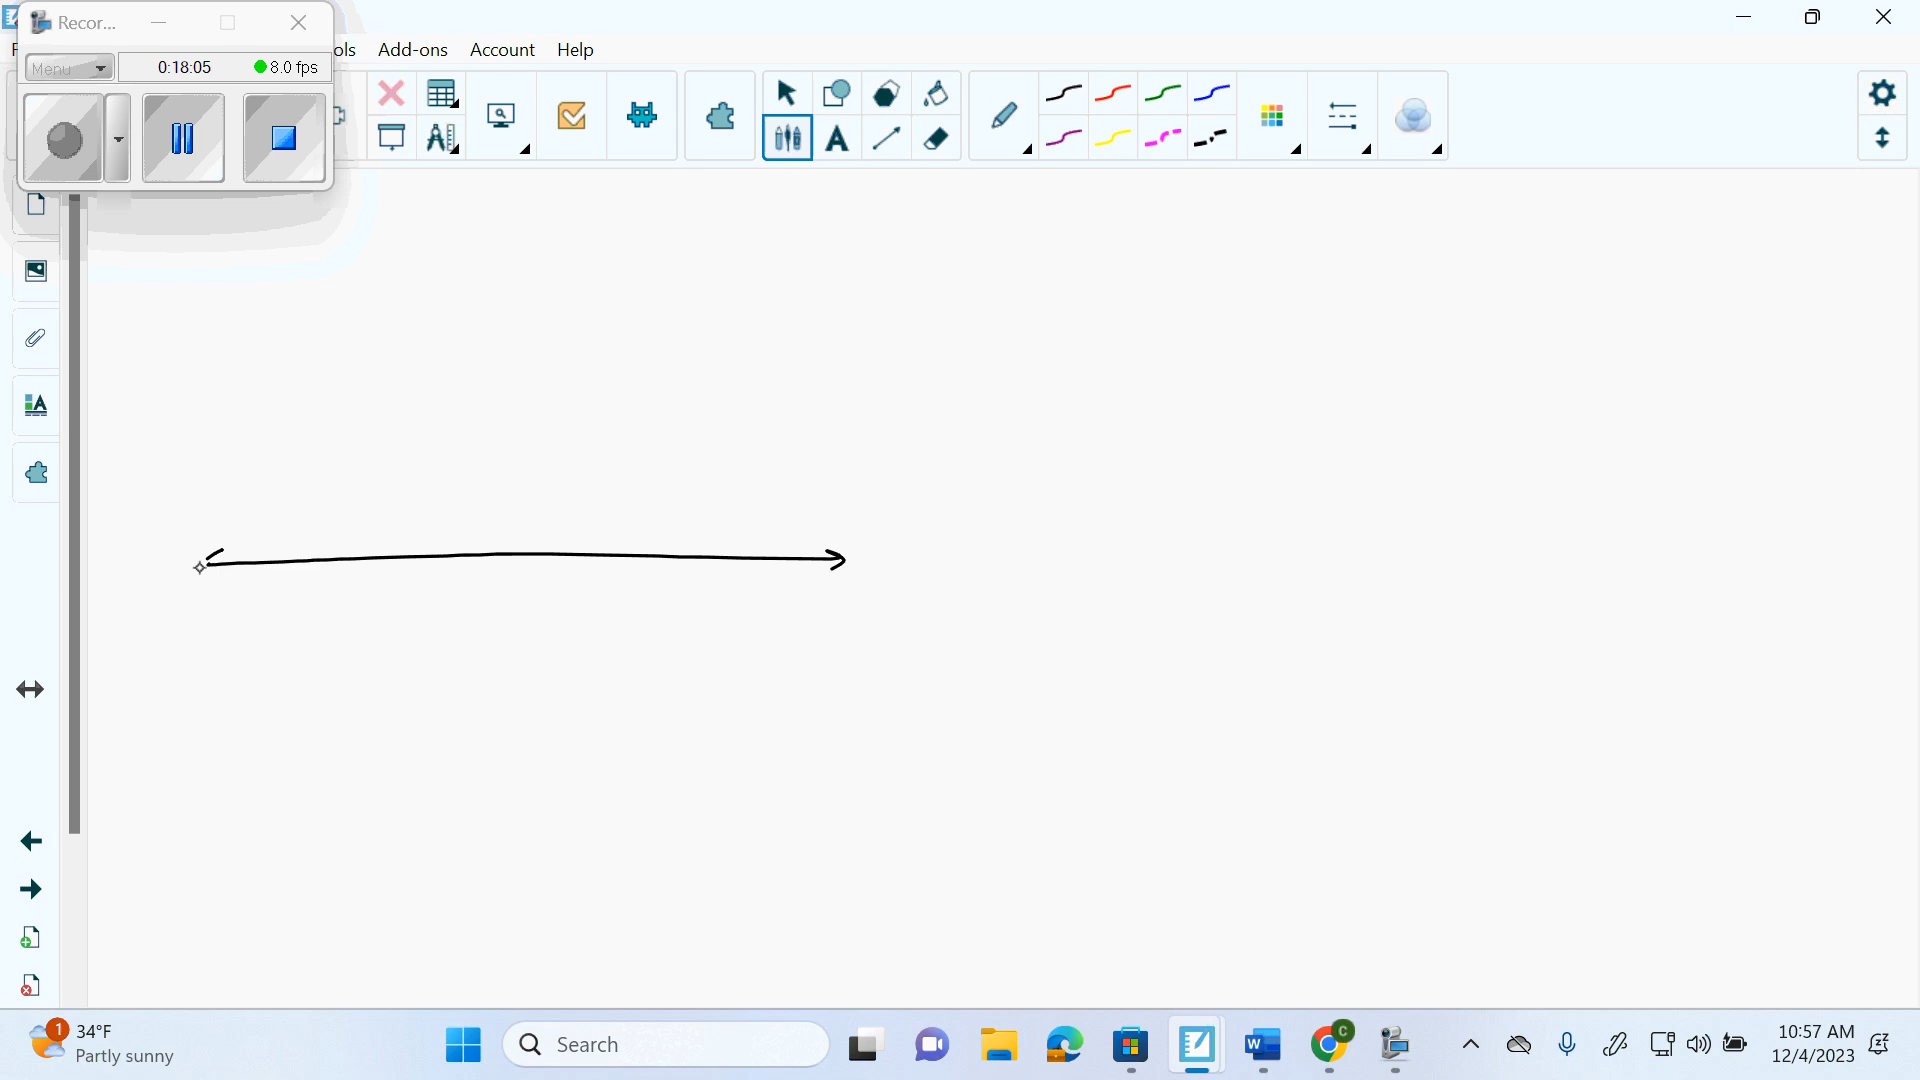 Recor...
ols Add-ons Account Help
Menu 0:18:05 8.0 fps
1 34°F
Partly sunny
Search
10:57 AM
12/4/2023